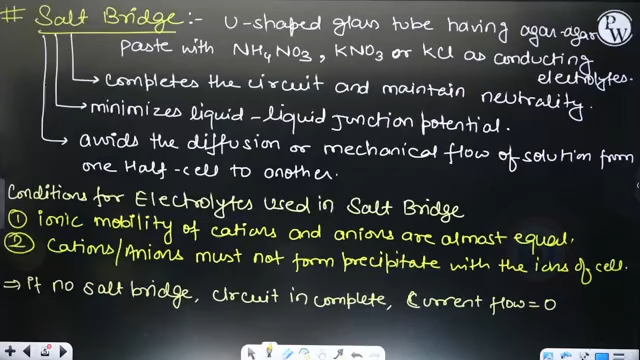 # Salt Bridge :- U-shaped glass tube having agar-agar
paste with NH4NO3, KNO3 or KCl as conducting
electrolytes.
→ completes the circuit and maintain neutrality.
→ minimizes liquid-liquid junction potential.
→ avids the diffusion or mechanical flow of solution from
one Half-cell to another.
Conditions for Electrolytes used in Salt Bridge
① ionic mobility of cations and anions are almost equal.
② Cations/Anions must not form precipitate with the ions of cell.
⇒ if no salt bridge, circuit incomplete, Current flow = 0